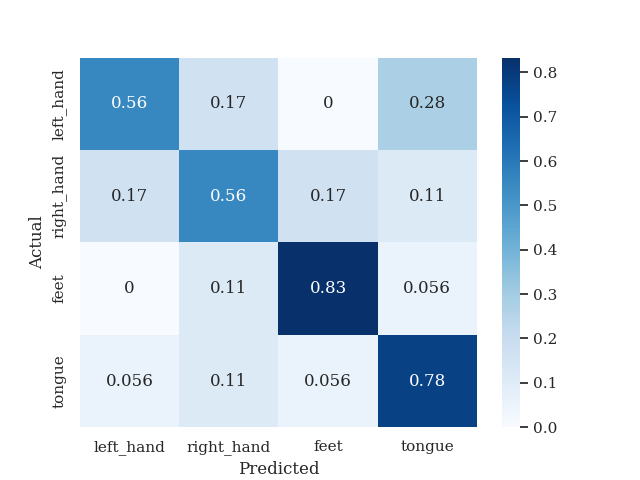 left_hand 0.56 0.17 0 0.28
right_hand 0.17 0.56 0.17 0.11
feet 0 0.11 0.83 0.056
tongue 0.056 0.11 0.056 0.78
left_hand right_hand feet tongue
Predicted
Actual
0.8
0.7
0.6
0.5
0.4
0.3
0.2
0.1
0.0